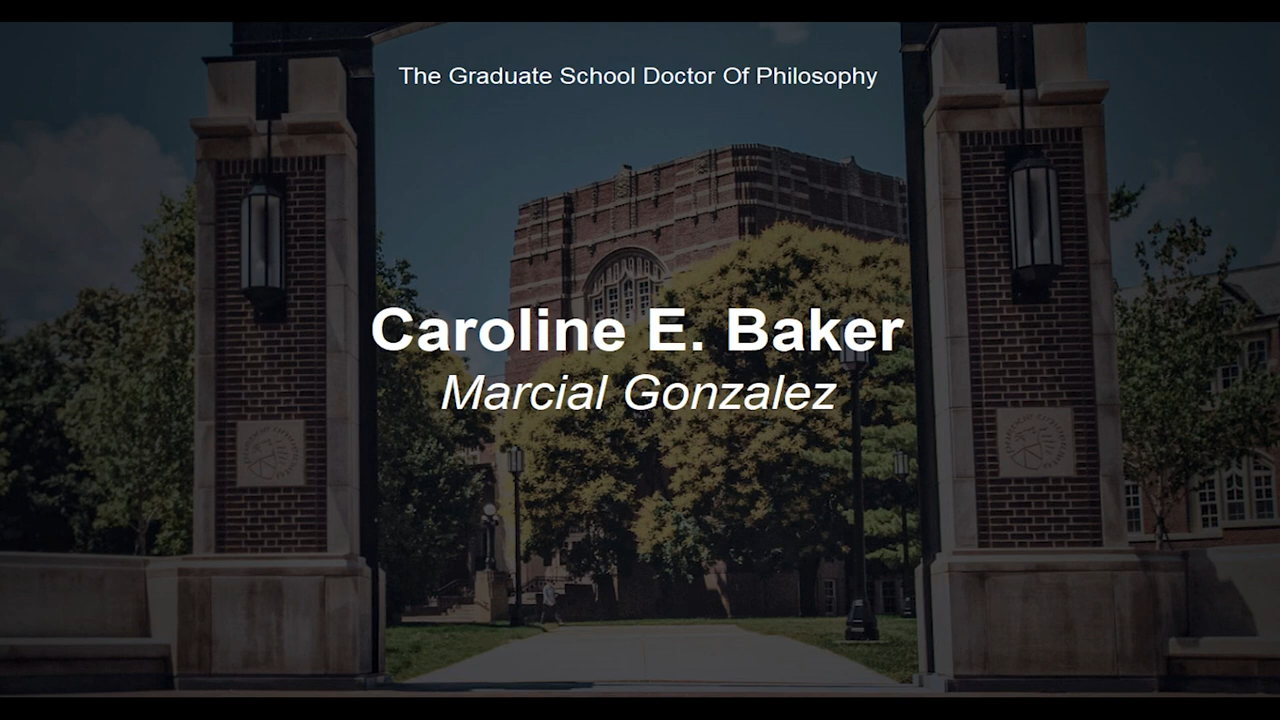 The Graduate School Doctor Of Philosophy
Caroline E. Baker
Marcial Gonzalez